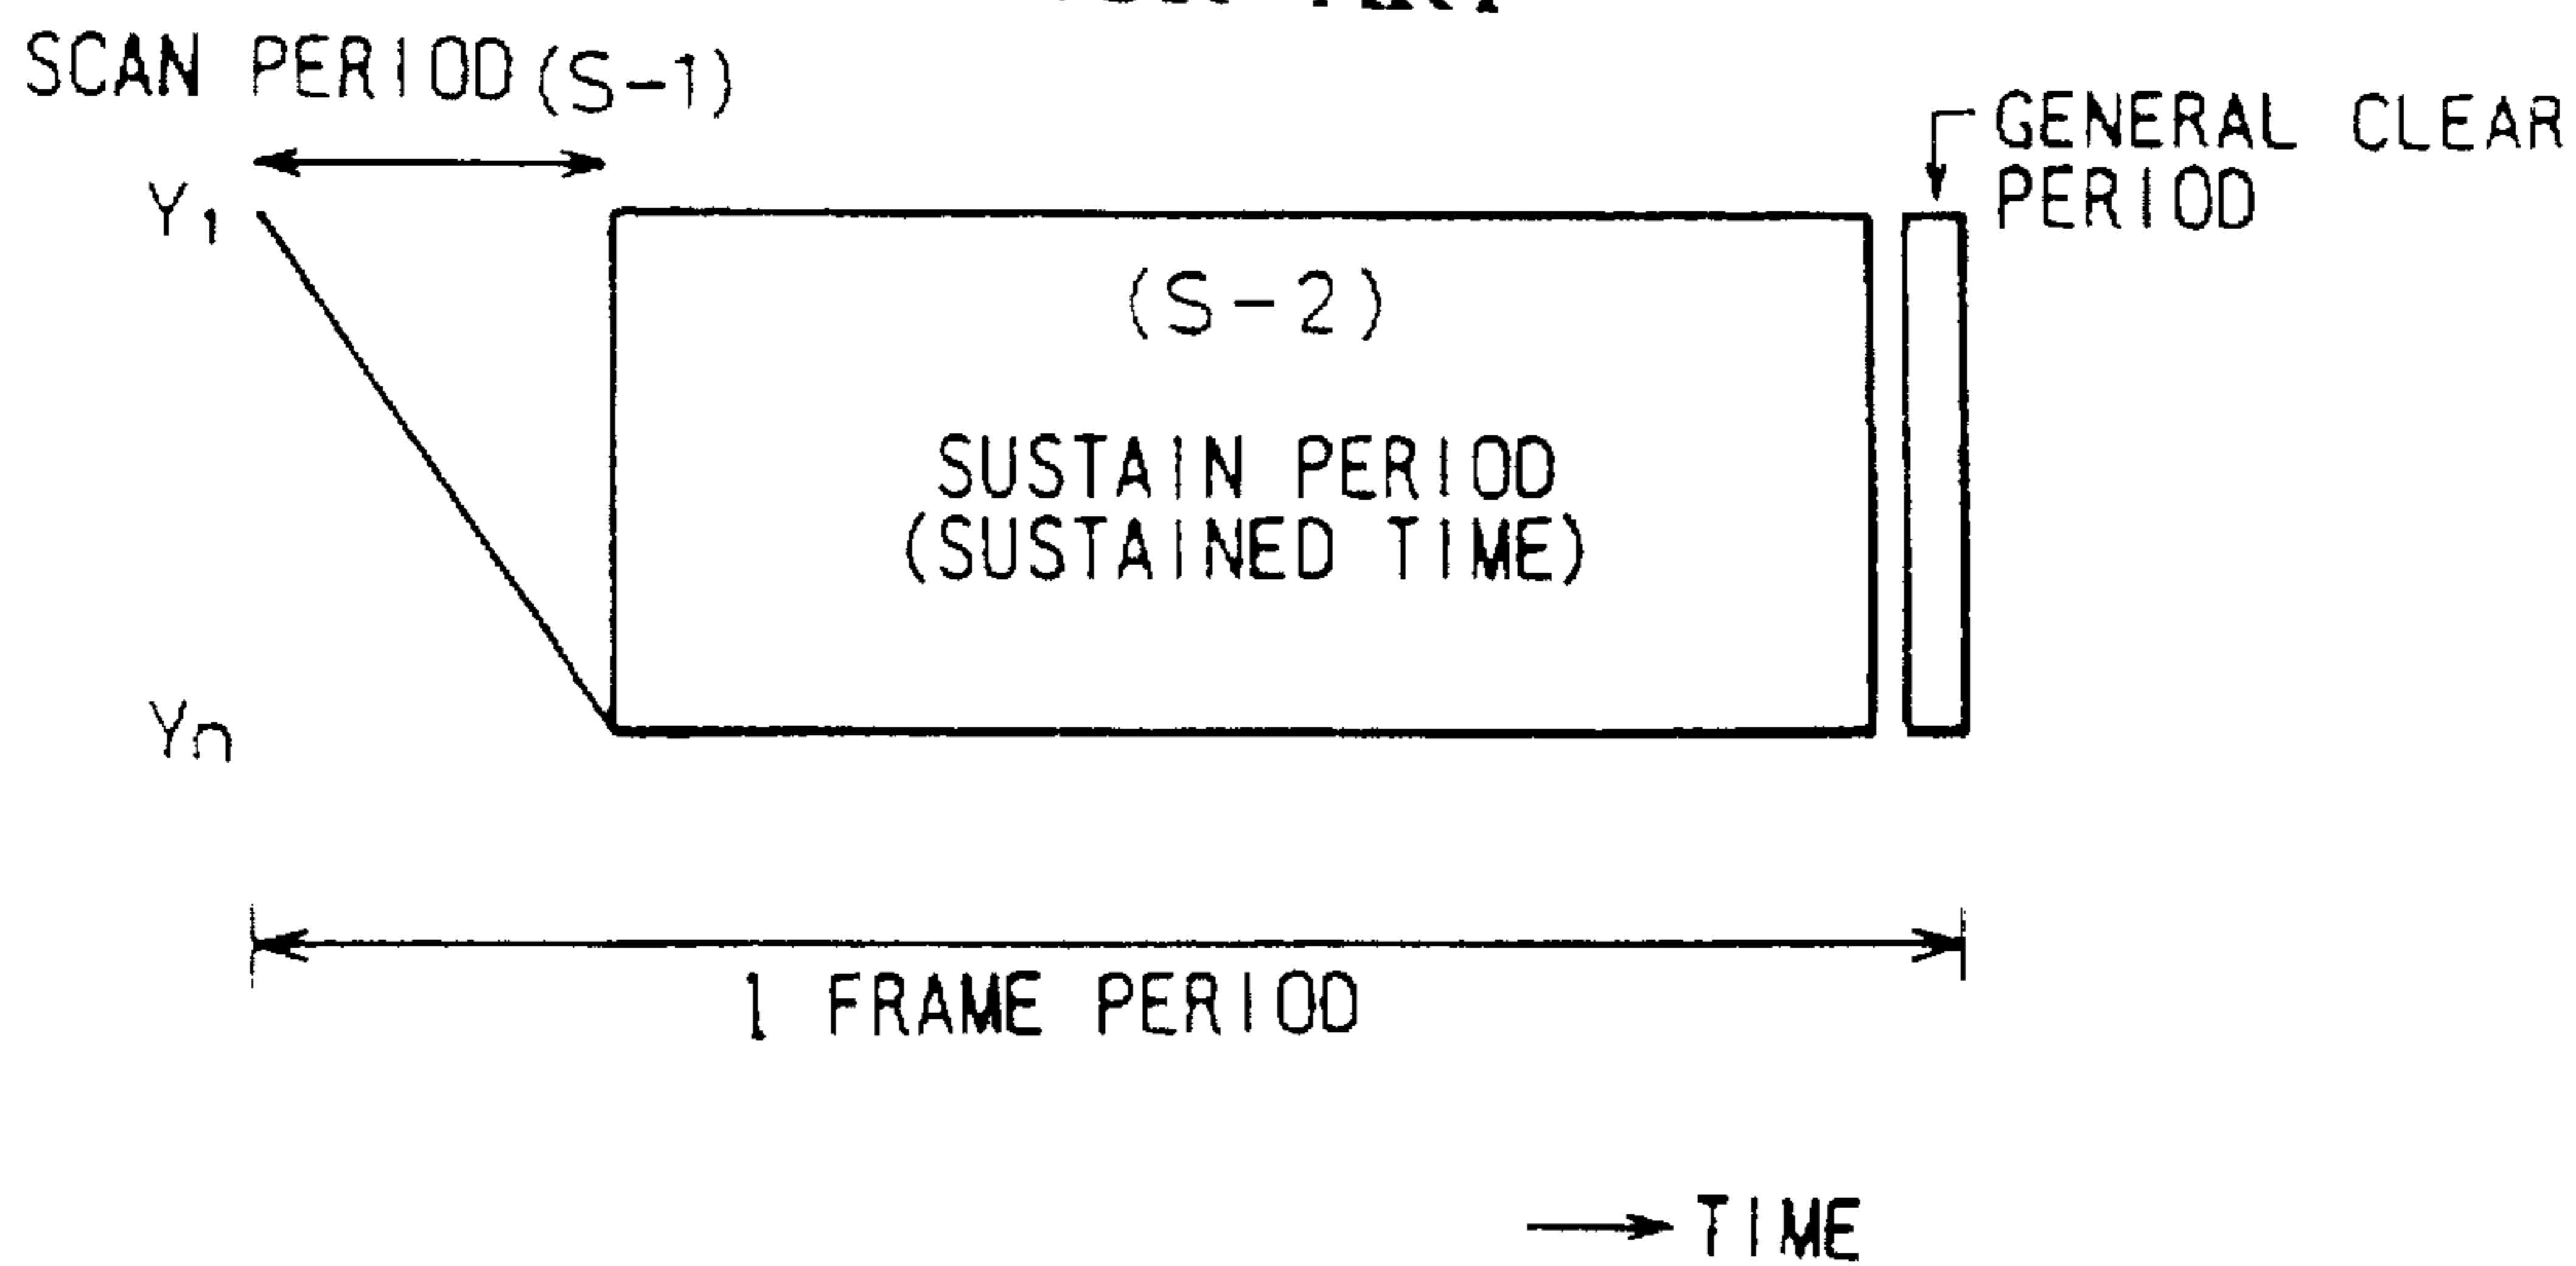 SCAN PERIOD (S-1)
GENERAL CLEAR
PERIOD
Y1
(S-2)
SUSTAIN PERIOD
(SUSTAINED TIME)
Yn
1 FRAME PERIOD
TIME